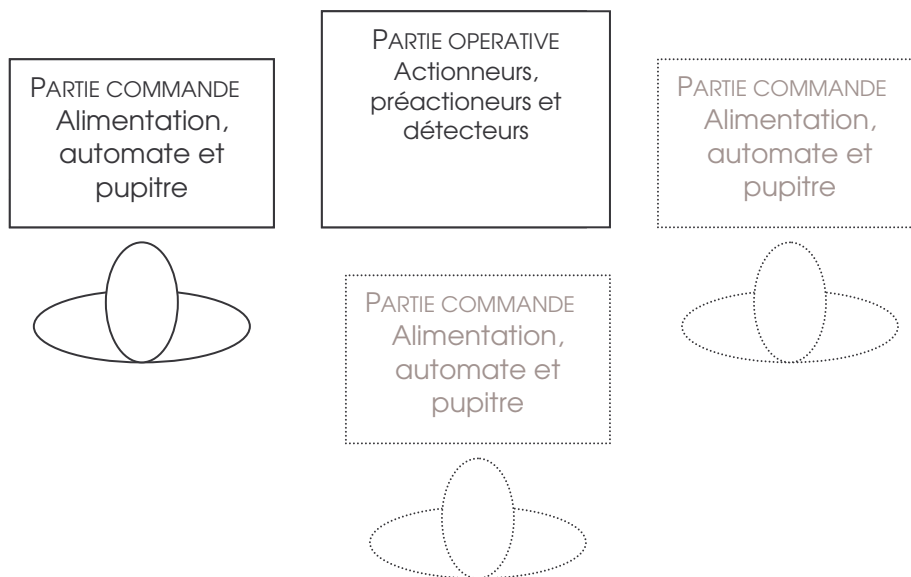 PARTIE COMMANDE
Alimentation,
automate et
pupitre
PARTIE OPERATIVE
Actionneurs,
préactioneurs et
détecteurs
PARTIE COMMANDE
Alimentation,
automate et
pupitre
PARTIE COMMANDE
Alimentation,
automate et
pupitre